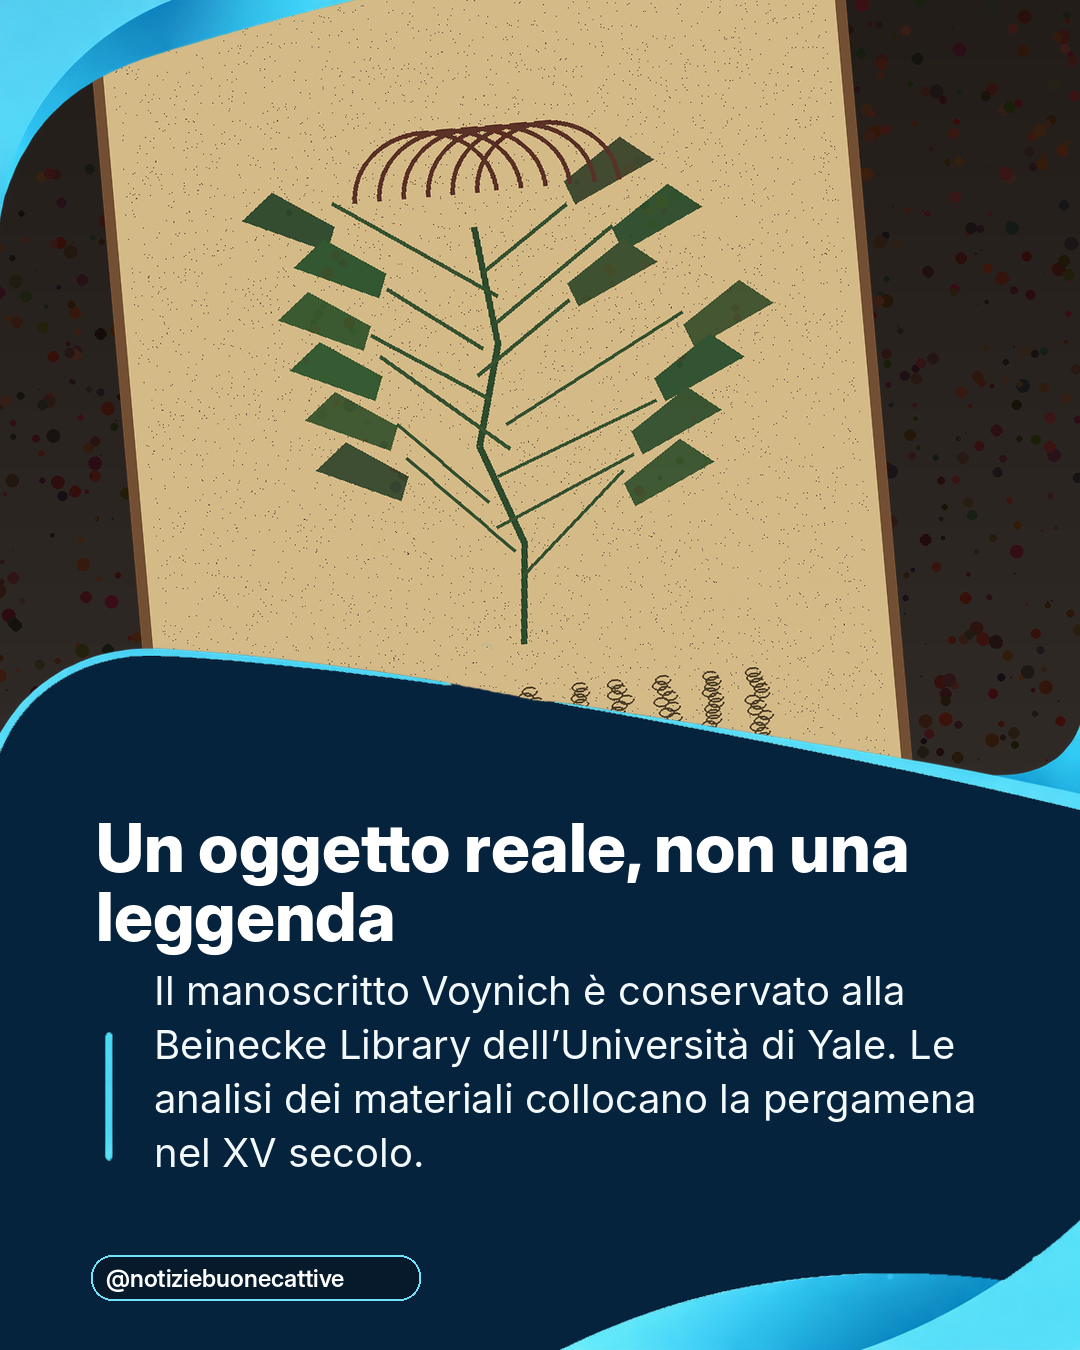 Un oggetto reale, non una
leggenda
Il manoscritto Voynich è conservato alla
Beinecke Library dell’Università di Yale. Le
analisi dei materiali collocano la pergamena
nel XV secolo.
@notiziebuonecattive